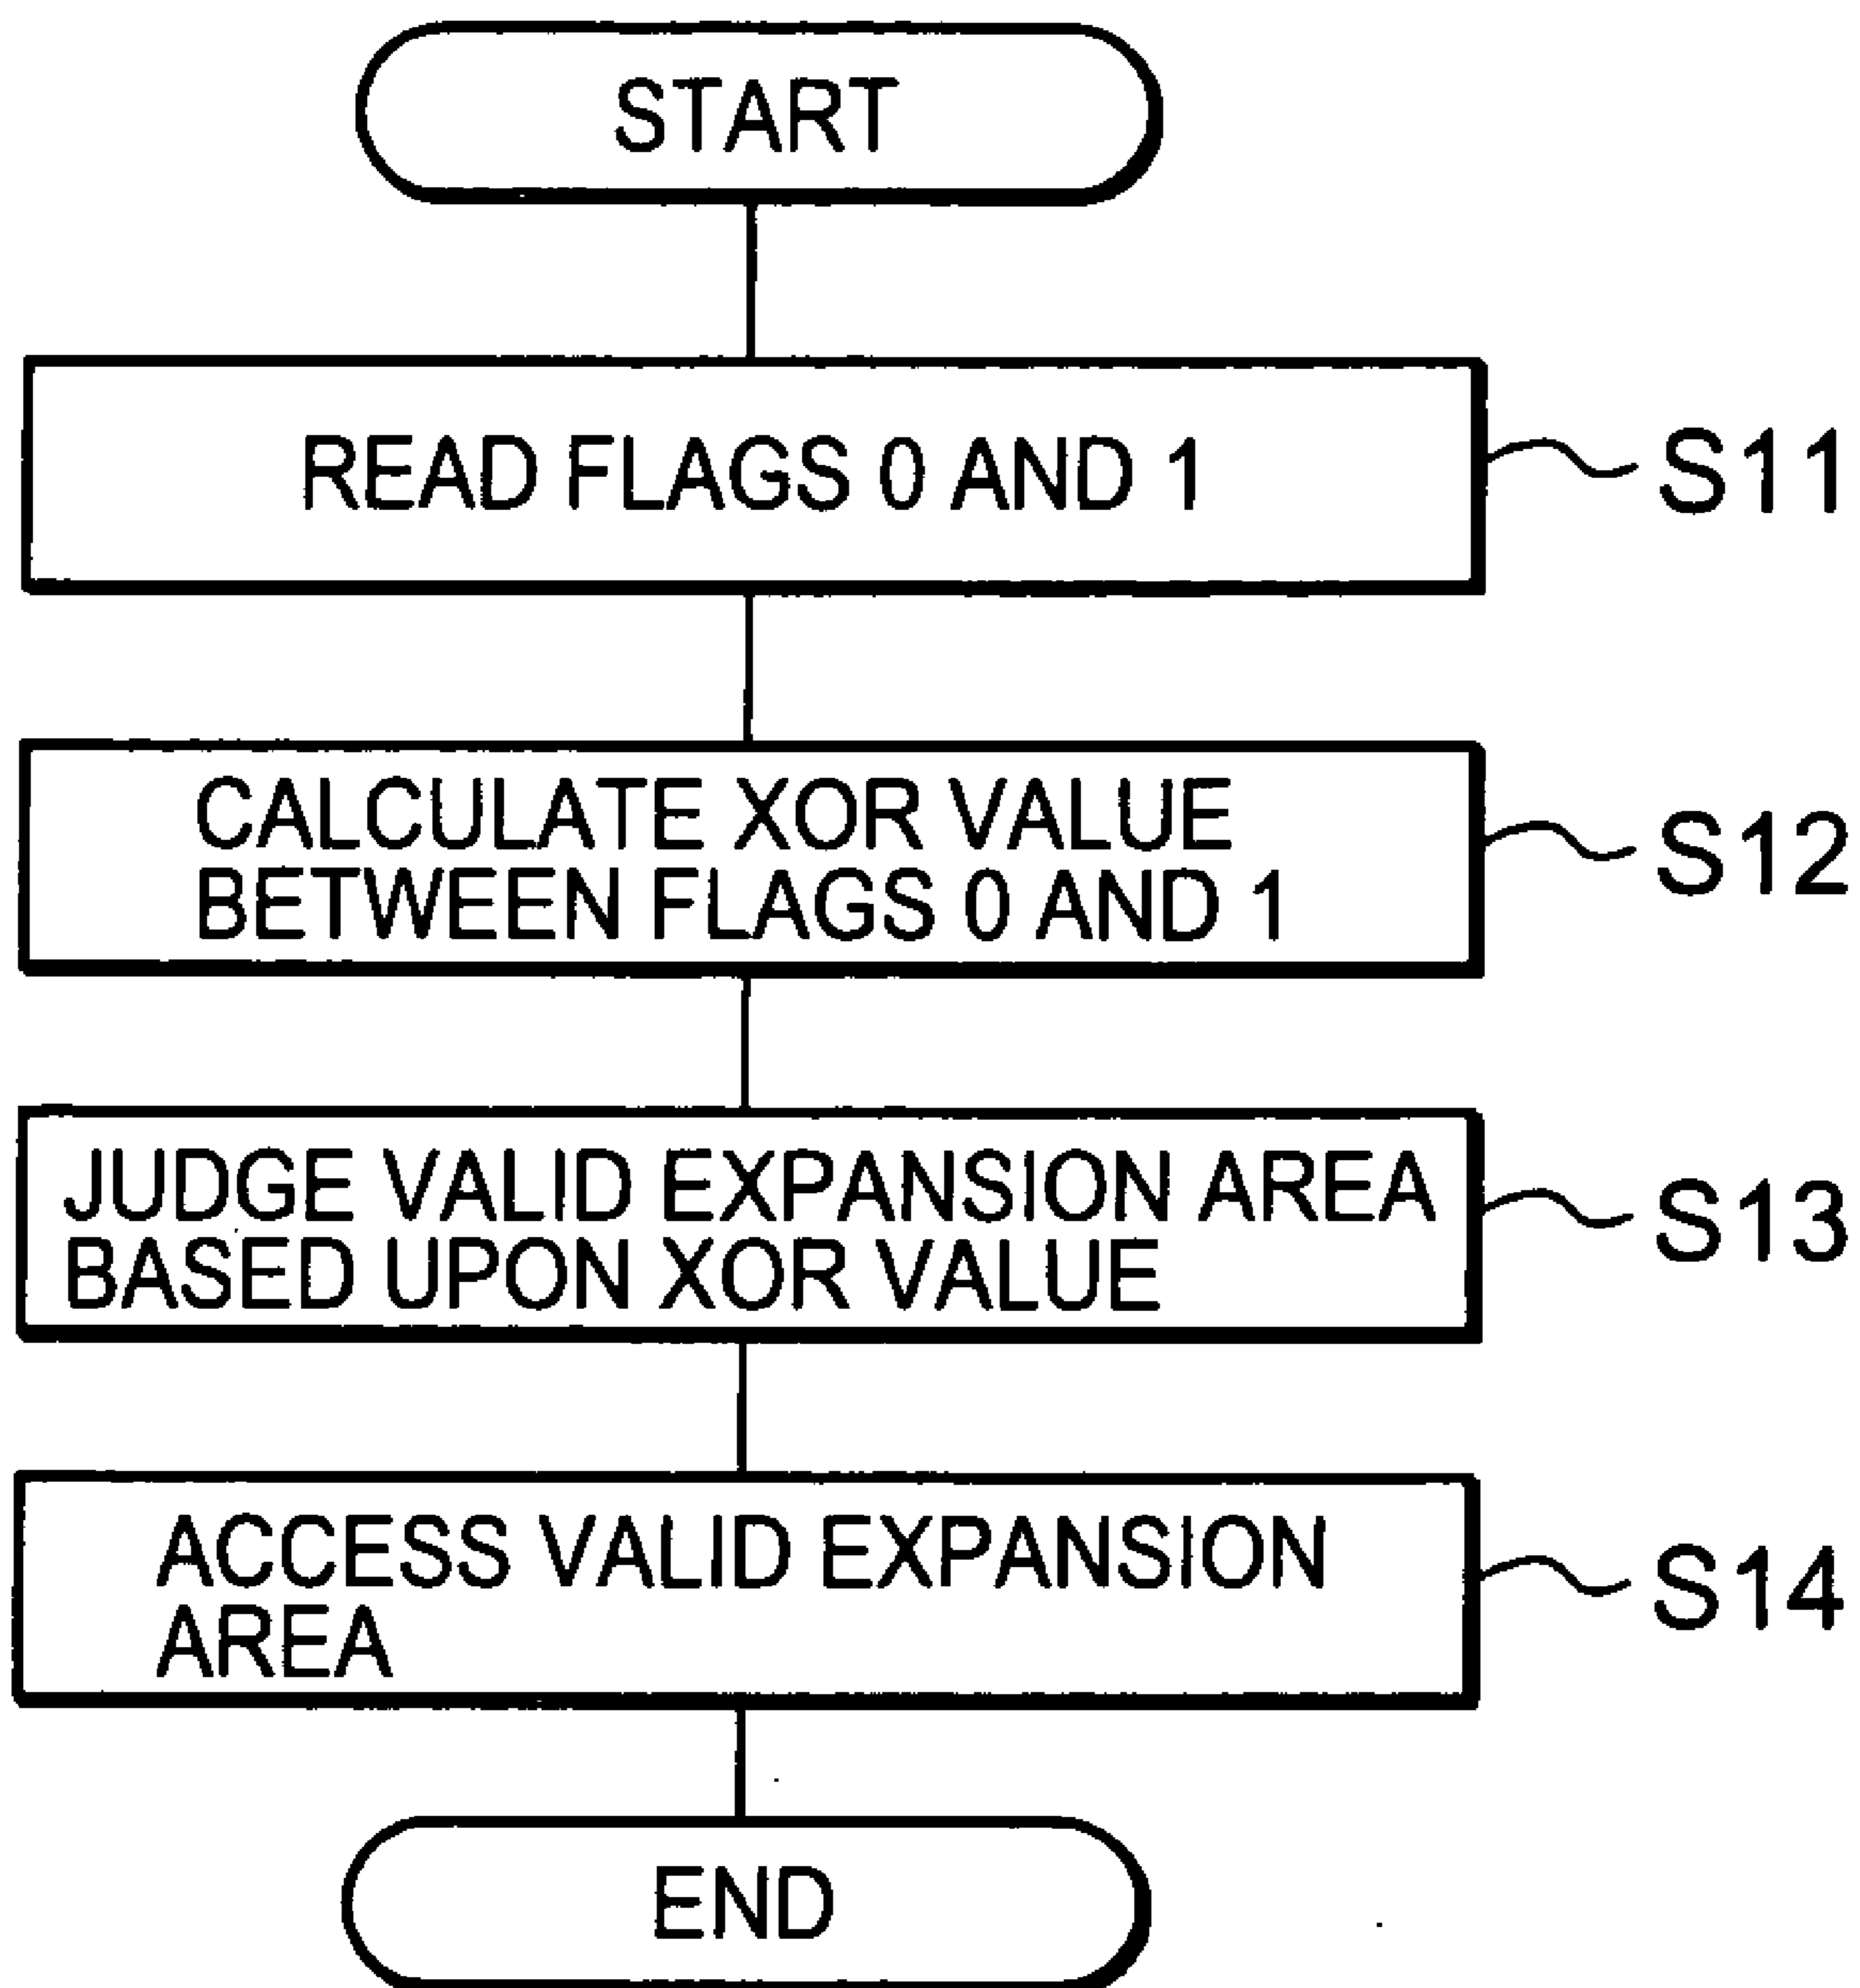 START
READ FLAGS 0 AND 1
S11
CALCULATE XOR VALUE
BETWEEN FLAGS 0 AND 1
S12
JUDGE VALID EXPANSION AREA
BASED UPON XOR VALUE
S13
ACCESS VALID EXPANSION
AREA
S14
END